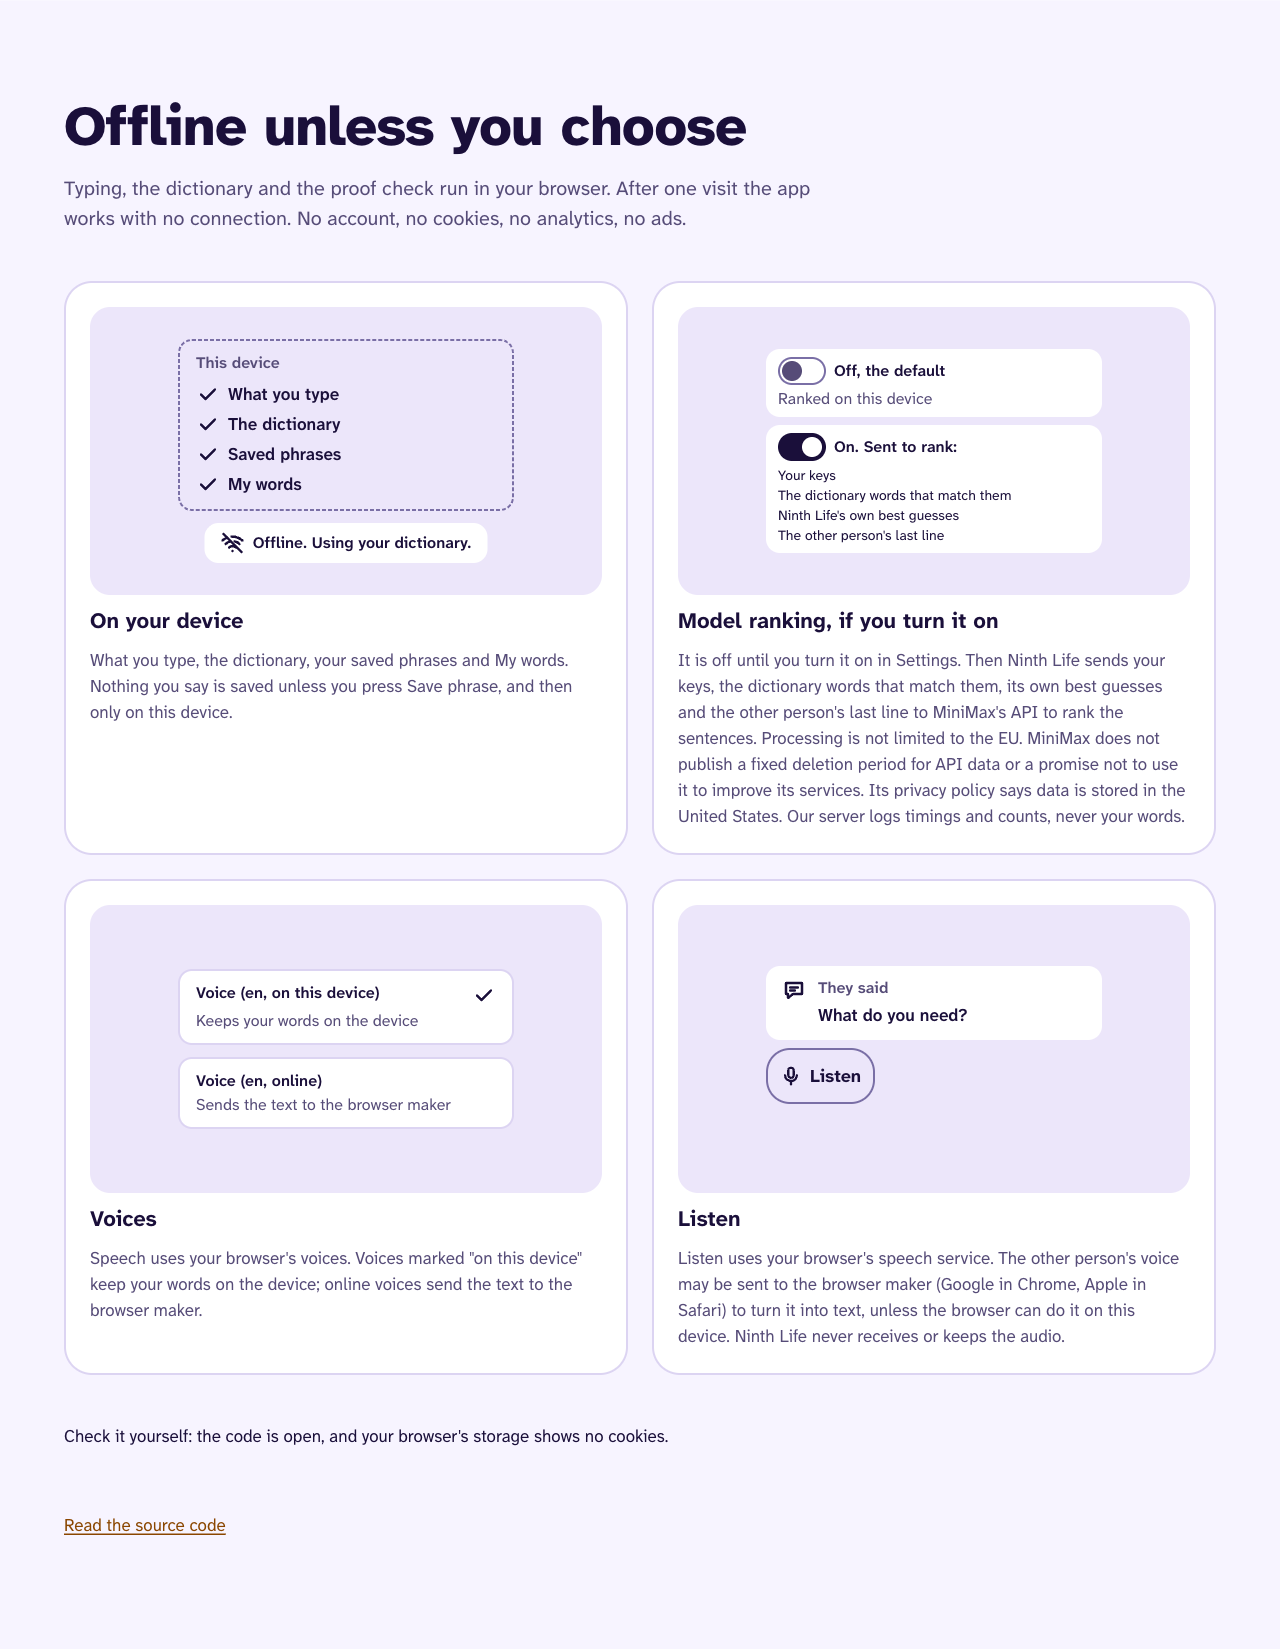 Offline unless you choose
Typing, the dictionary and the proof check run in your browser. After one visit the app
works with no connection. No account, no cookies, no analytics, no ads.
This device
What you type
The dictionary
Saved phrases
My words
Offline. Using your dictionary.
On your device
What you type, the dictionary, your saved phrases and My words.
Nothing you say is saved unless you press Save phrase, and then
only on this device.
Off, the default
Ranked on this device
On. Sent to rank:
Your keys
The dictionary words that match them
Ninth Life's own best guesses
The other person's last line
Model ranking, if you turn it on
It is off until you turn it on in Settings. Then Ninth Life sends your
keys, the dictionary words that match them, its own best guesses
and the other person's last line to MiniMax's API to rank the
sentences. Processing is not limited to the EU. MiniMax does not
publish a fixed deletion period for API data or a promise not to use
it to improve its services. Its privacy policy says data is stored in the
United States. Our server logs timings and counts, never your words.
Voice (en, on this device)
Keeps your words on the device
Voice (en, online)
Sends the text to the browser maker
Voices
Speech uses your browser's voices. Voices marked "on this device"
keep your words on the device; online voices send the text to the
browser maker.
They said
What do you need?
Listen
Listen
Listen uses your browser's speech service. The other person's voice
may be sent to the browser maker (Google in Chrome, Apple in
Safari) to turn it into text, unless the browser can do it on this
device. Ninth Life never receives or keeps the audio.
Check it yourself: the code is open, and your browser's storage shows no cookies.
Read the source code